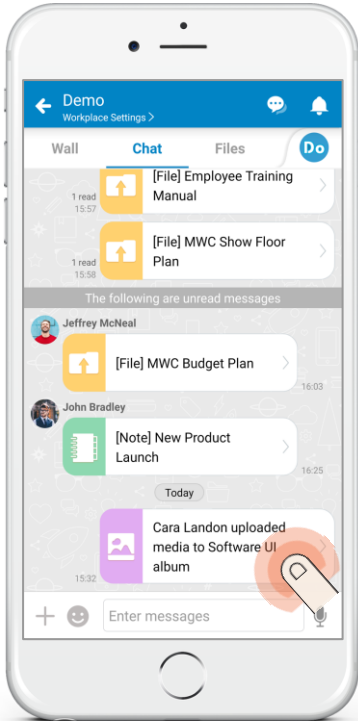 Demo
Workplace Settings >
Wall
Chat
Files
Do
[File] Employee Training
Manual
1 read
15:57
[File] MWC Show Floor
Plan
1 read
15:58
The following are unread messages
Jeffrey McNeal
[File] MWC Budget Plan
16:03
John Bradley
[Note] New Product
Launch
16:25
Today
Cara Landon uploaded
media to Software UI
album
15:32
Enter messages